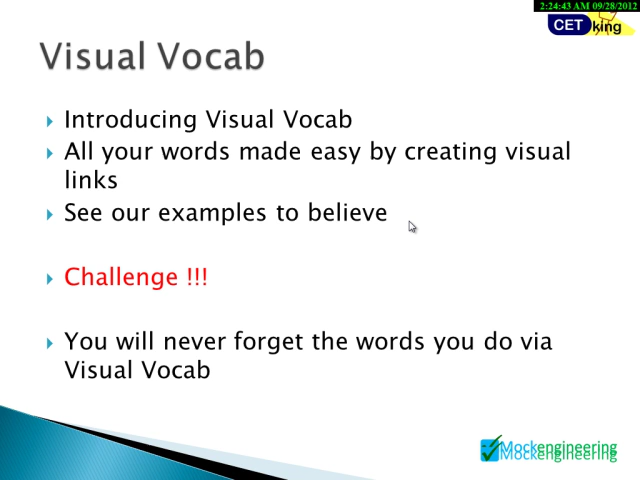 2:24:43 AM 09/28/2012
CET king
Visual Vocab
Introducing Visual Vocab
All your words made easy by creating visual
links
See our examples to believe
Challenge !!!
You will never forget the words you do via
Visual Vocab
Mockengineering
Mockengineering